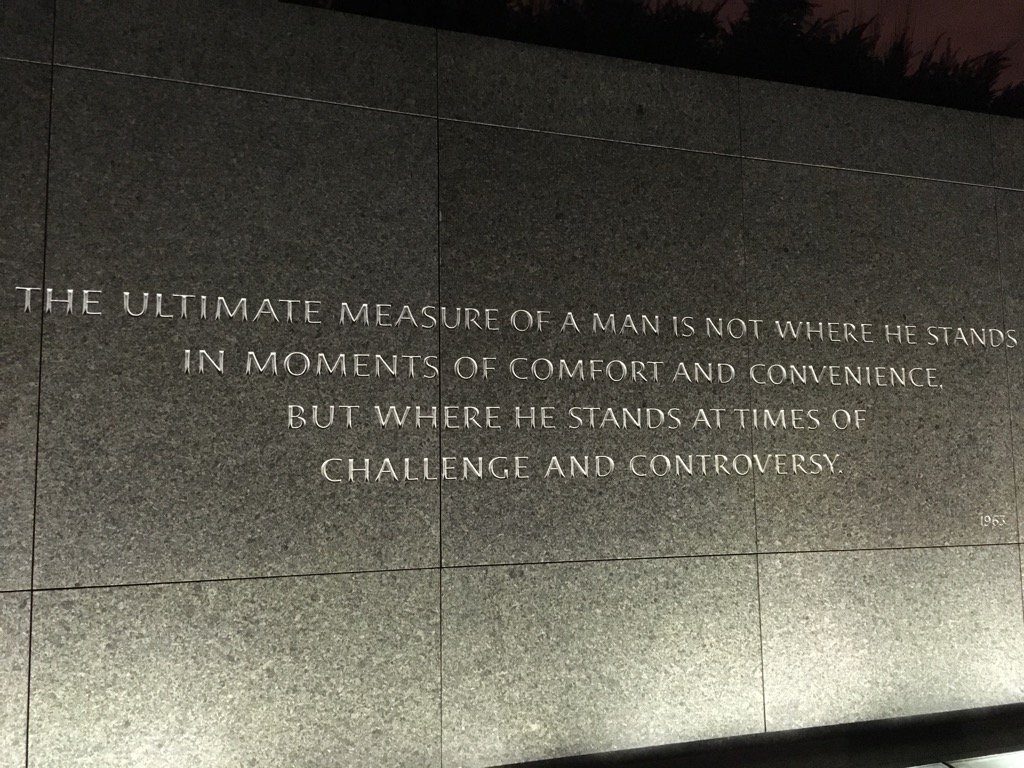 THE ULTIMATE MEASURE OF A MAN IS NOT WHERE HE STANDS
IN MOMENTS OF COMFORT AND CONVENIENCE,
BUT WHERE HE STANDS AT TIMES OF
CHALLENGE AND CONTROVERSY.
1963